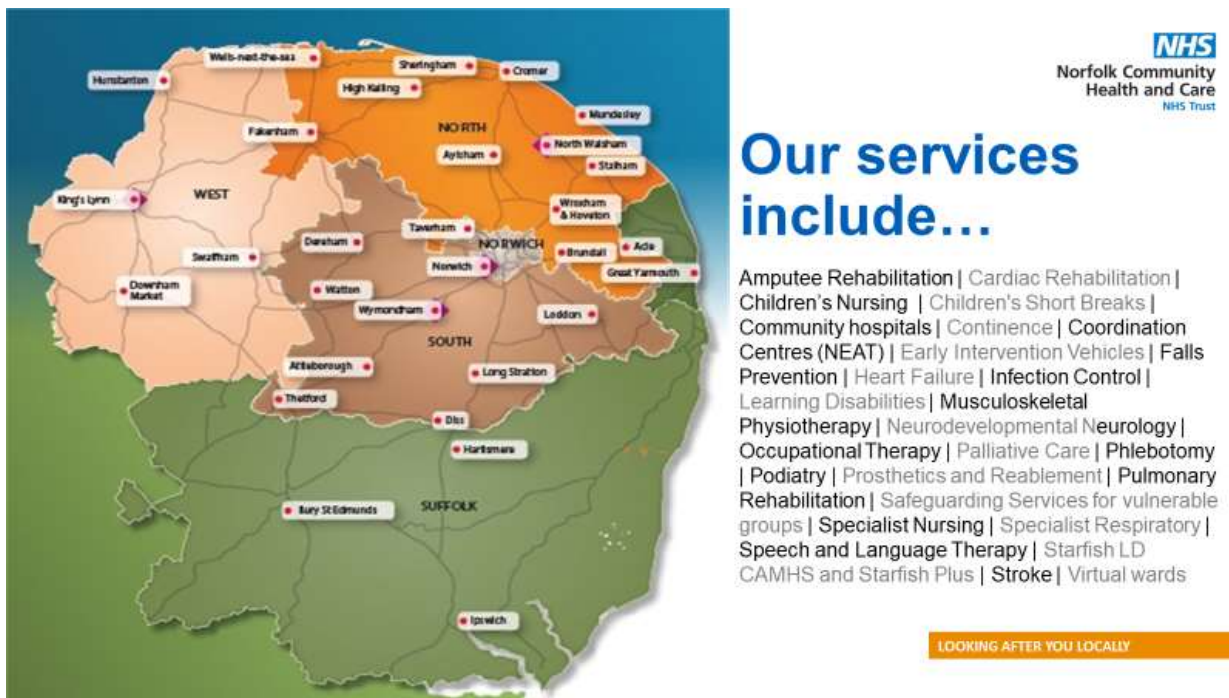 Wells-next-the-sea
Hunstanton
Sheringham
Cromer
High Kelling
Mundesley
Fakenham
NORTH
North Walsham
Aylsham
Stalham
King's Lynn
WEST
Wroxham
& Hoveton
Taverham
Dereham
NORWICH
Acle
Swaffham
Brundall
Norwich
Great Yarmouth
Downham
Market
Watton
Wymondham
Loddon
SOUTH
Attleborough
Long Stratton
Thetford
Diss
Hartismere
SUFFOLK
Bury St Edmunds
Ipswich
NHS
Norfolk Community
Health and Care
NHS Trust
Our services
include…
Amputee Rehabilitation | Cardiac Rehabilitation |
Children's Nursing | Children's Short Breaks |
Community hospitals | Continence | Coordination
Centres (NEAT) | Early Intervention Vehicles | Falls
Prevention | Heart Failure | Infection Control |
Learning Disabilities | Musculoskeletal
Physiotherapy | Neurodevelopmental Neurology |
Occupational Therapy | Palliative Care | Phlebotomy
| Podiatry | Prosthetics and Reablement | Pulmonary
Rehabilitation | Safeguarding Services for vulnerable
groups | Specialist Nursing | Specialist Respiratory |
Speech and Language Therapy | Starfish LD
CAMHS and Starfish Plus | Stroke | Virtual wards
LOOKING AFTER YOU LOCALLY